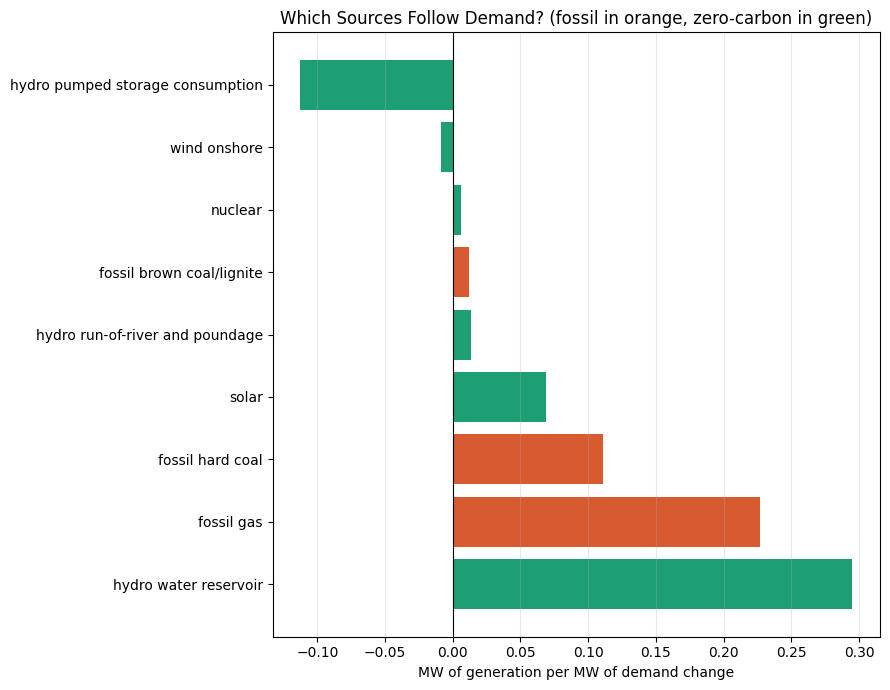 Which Sources Follow Demand? (fossil in orange, zero-carbon in green)
hydro pumped storage consumption
wind onshore
nuclear
fossil brown coal/lignite
hydro run-of-river and poundage
solar
fossil hard coal
fossil gas
hydro water reservoir
−0.10 −0.05 0.00 0.05 0.10 0.15 0.20 0.25 0.30
MW of generation per MW of demand change